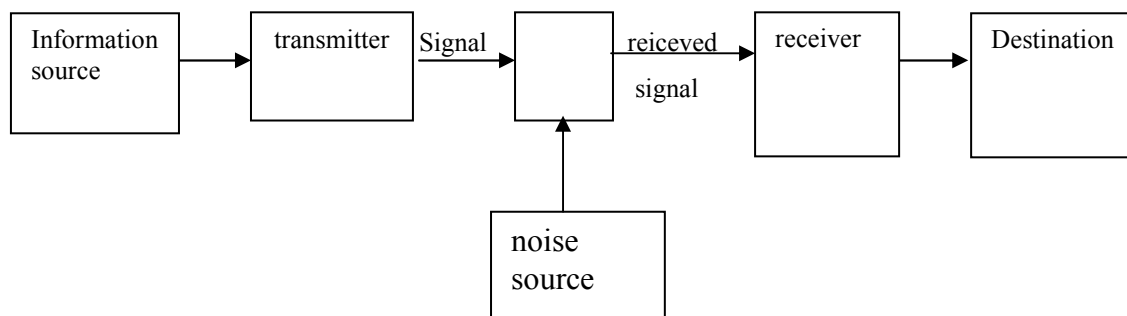 Information
source
transmitter
Signal
reiceved
signal
receiver
Destination
noise
source